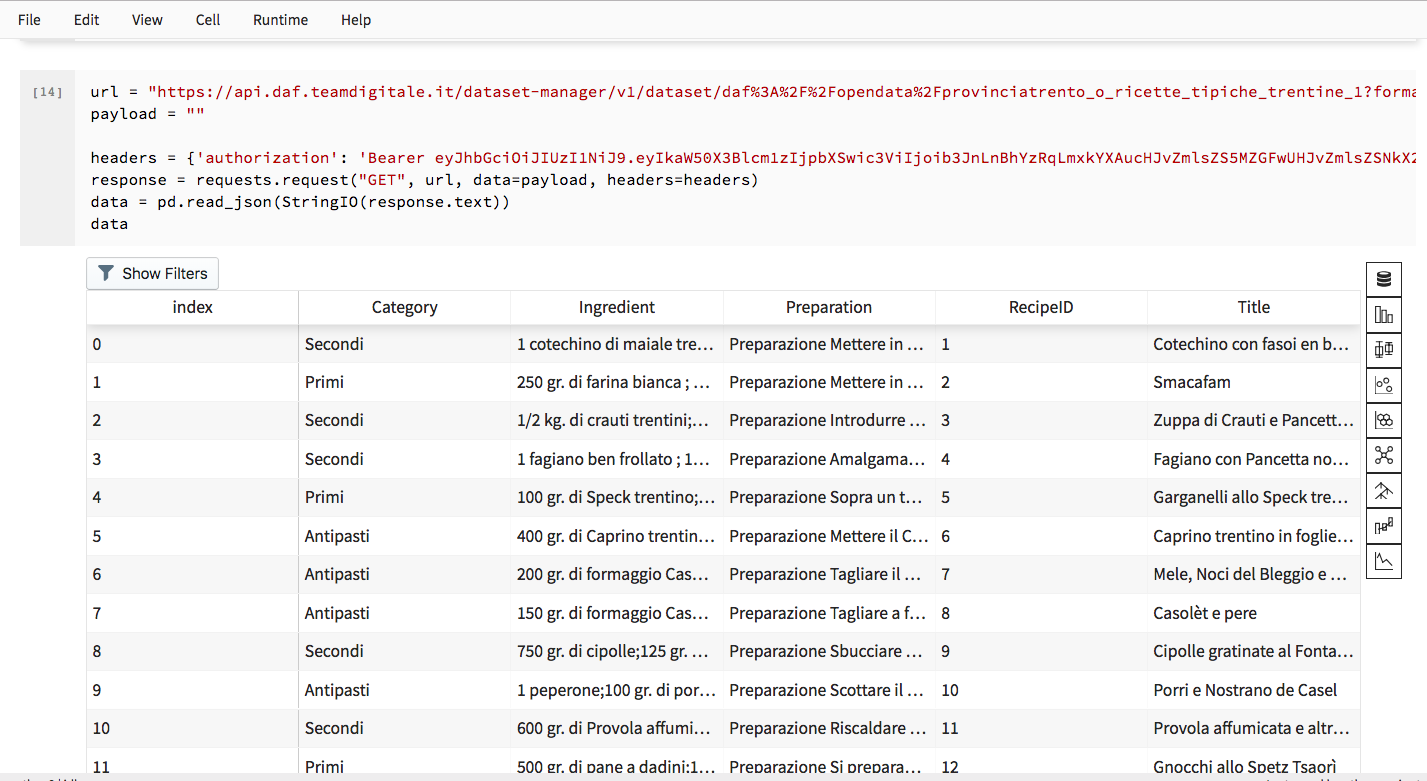 File Edit View Cell Runtime Help
[14]
url = "https://api.daf.teamdigitale.it/dataset-manager/v1/dataset/daf%3A%2F%2Fopendata%2Fprovinciatrento_o_ricette_tipiche_trentine_1?forma
payload = ""
headers = {'authorization': 'Bearer eyJhbGciOiJIUzI1NiJ9.eyIkaW50X3Blcm1zIjpbXSwic3ViIjoib3JnLnBhYzRqLmxkYXAucHJvZmlsZS5MZGFwUHJvZmlsZSNkX2
response = requests.request("GET", url, data=payload, headers=headers)
data = pd.read_json(StringIO(response.text))
data
Show Filters
index Category Ingredient Preparation RecipeID Title
0 Secondi 1 cotechino di maiale tre... Preparazione Mettere in ... 1 Cotechino con fasoi en b...
1 Primi 250 gr. di farina bianca ; ... Preparazione Mettere in ... 2 Smacafam
2 Secondi 1/2 kg. di crauti trentini;... Preparazione Introdurre ... 3 Zuppa di Crauti e Pancett...
3 Secondi 1 fagiano ben frollato ; 1... Preparazione Amalgama... 4 Fagiano con Pancetta no...
4 Primi 100 gr. di Speck trentino;... Preparazione Sopra un t... 5 Garganelli allo Speck tre...
5 Antipasti 400 gr. di Caprino trentin... Preparazione Mettere il C... 6 Caprino trentino in foglie...
6 Antipasti 200 gr. di formaggio Cas... Preparazione Tagliare il ... 7 Mele, Noci del Bleggio e ...
7 Antipasti 150 gr. di formaggio Cas... Preparazione Tagliare a f... 8 Casolèt e pere
8 Secondi 750 gr. di cipolle;125 gr. ... Preparazione Sbucciare ... 9 Cipolle gratinate al Fonta...
9 Antipasti 1 peperone;100 gr. di por... Preparazione Scottare il ... 10 Porri e Nostrano de Casel
10 Secondi 600 gr. di Provola affumi... Preparazione Riscaldare ... 11 Provola affumicata e altr...
11 Primi 500 gr. di pane a dadini;1... Preparazione Si prepara... 12 Gnocchi allo Spetz Tsaorì